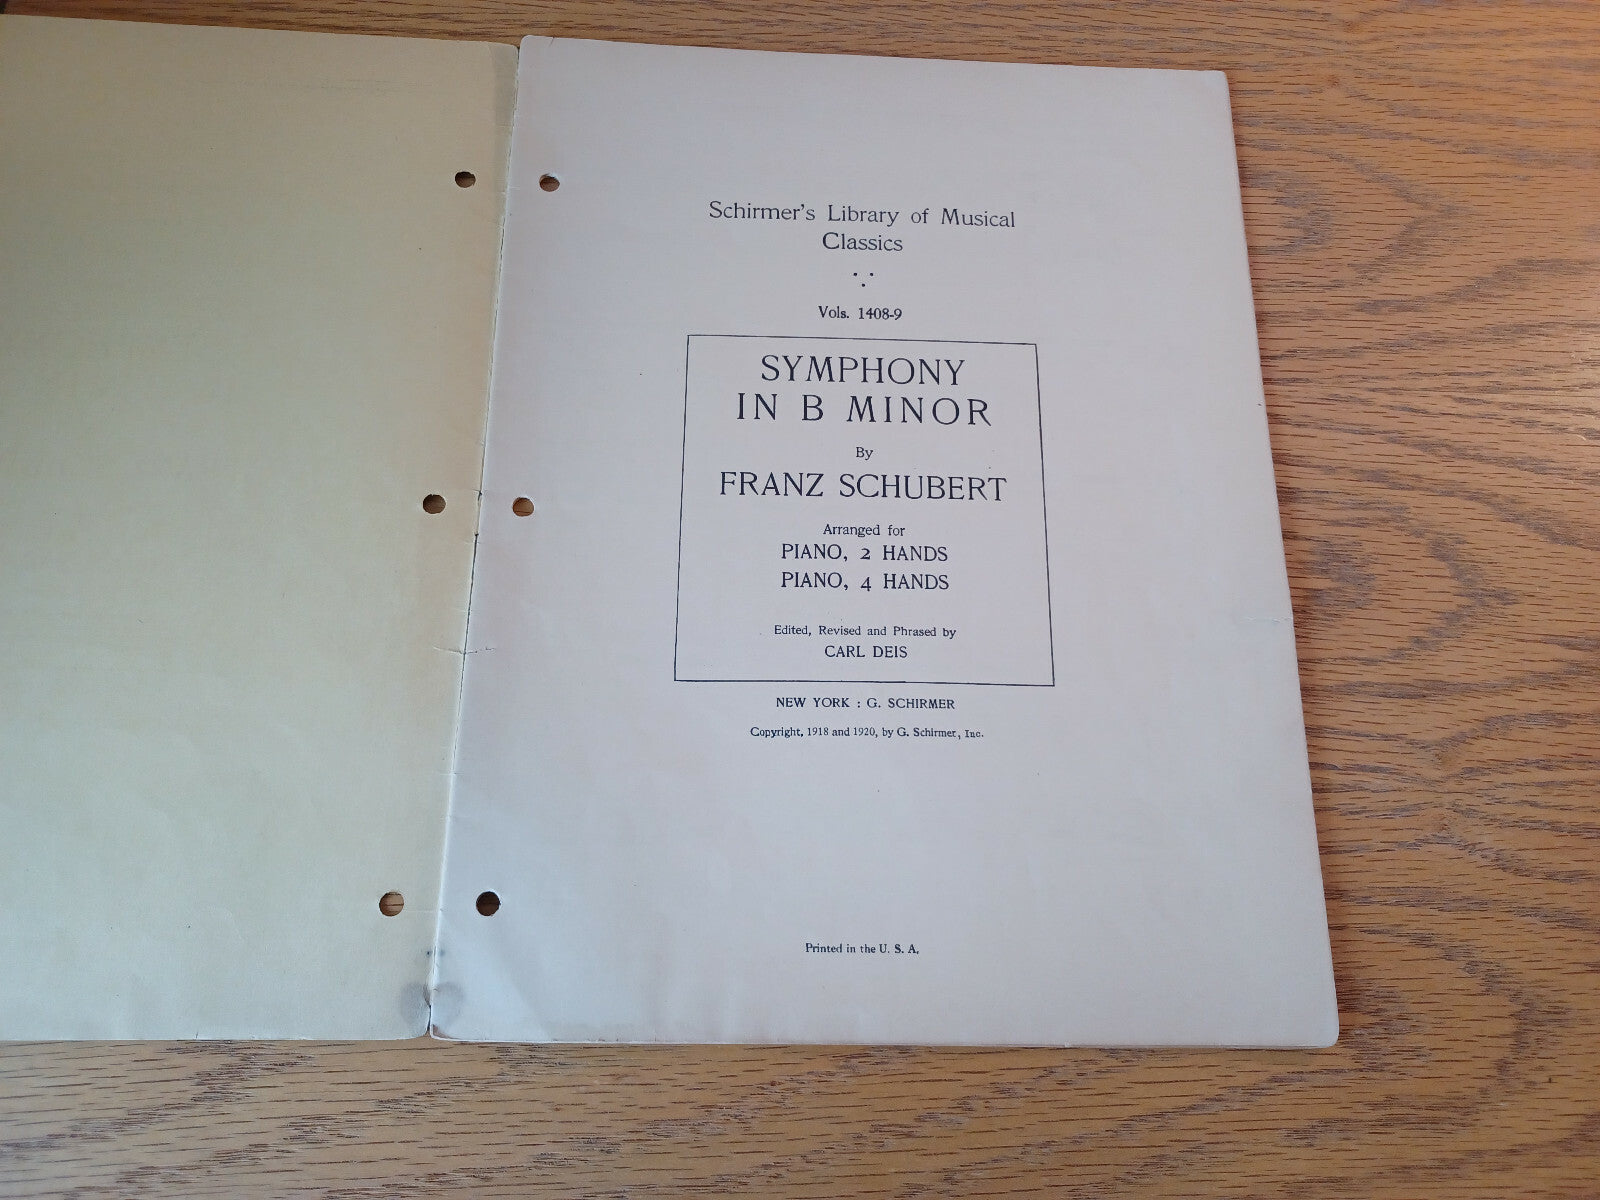 Schirmer's Library of Musical
Classics
Vols. 1408-9
SYMPHONY
IN B MINOR
By
FRANZ SCHUBERT
Arranged for
PIANO, 2 HANDS
PIANO, 4 HANDS
Edited, Revised and Phrased by
CARL DEIS
NEW YORK : G. SCHIRMER
Copyright, 1918 and 1920, by G. Schirmer, Inc.
Printed in the U. S. A.